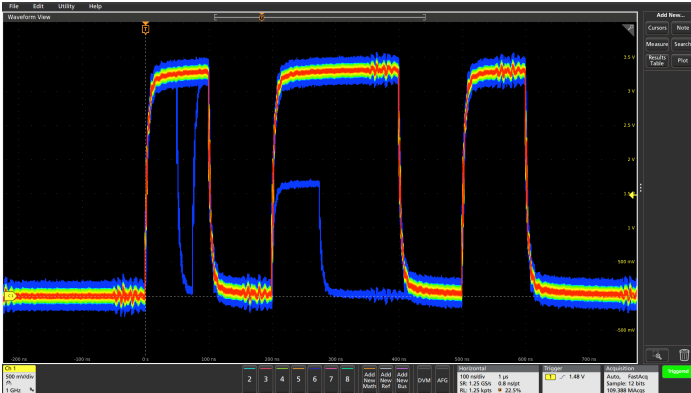 File Edit Utility Help
Waveform View
Add New...
Cursors Note
Measure Search
Results Table Plot
T
3.5 V
3 V
2.5 V
2 V
1.5
1 V
500 mV
-500 mV
C1
-200 ns -100 ns 0 s 100 ns 200 ns 300 ns 400 ns 500 ns 600 ns 700 ns
Ch 1
500 mV/div
1 GHz
2 3 4 5 6 7 8
Add New Math
Add New Ref
Add New Bus
DVM AFG
Horizontal
100 ns/div 1 µs
SR: 1.25 GS/s 0.8 ns/pt
RL: 1.25 kpts 22.5%
Trigger
1 1.48 V
Acquisition
Auto, FastAcq
Sample: 12 bits
109.388 MAcqs
Triggered